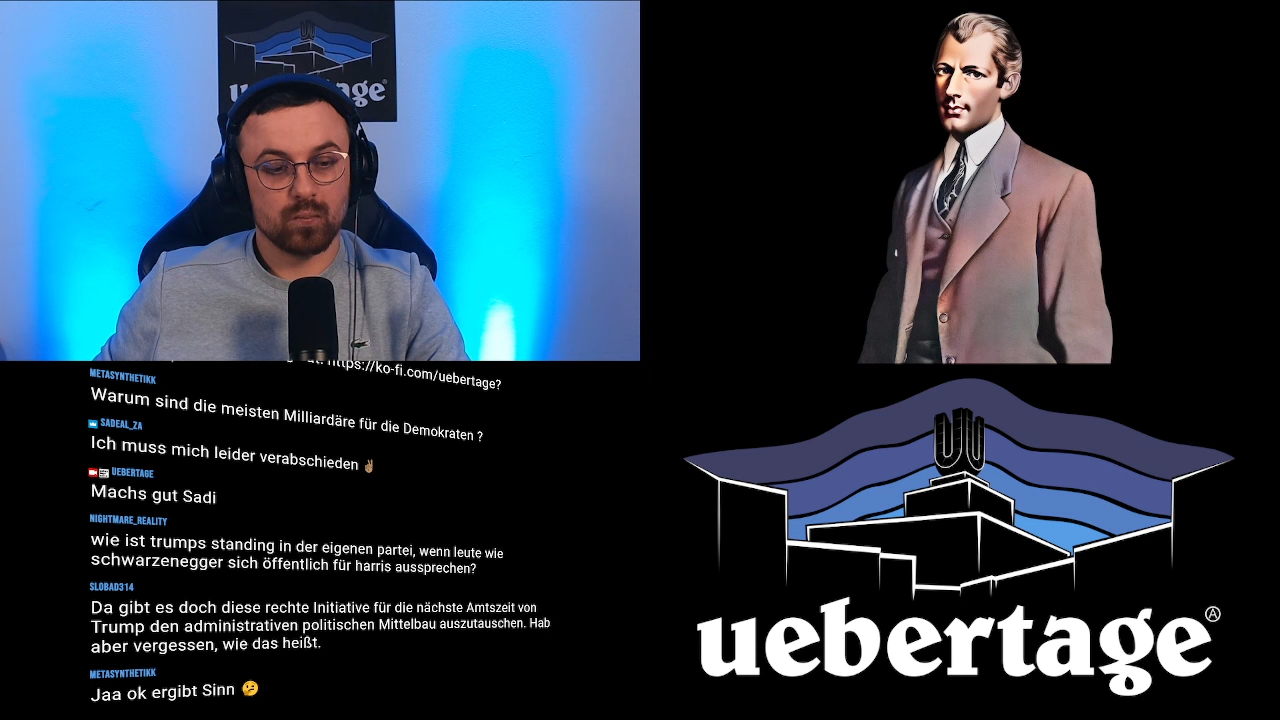 uebertage®
https://ko-fi.com/uebertage?
METASYNTHETIKK
Warum sind die meisten Milliardäre für die Demokraten ?
SADEAL_ZA
Ich muss mich leider verabschieden ✌🏽
UEBERTAGE
Machs gut Sadi
NIGHTMARE_REALITY
wie ist trumps standing in der eigenen partei, wenn leute wie
schwarzenegger sich öffentlich für harris aussprechen?
SLOBAD314
Da gibt es doch diese rechte Initiative für die nächste Amtszeit von
Trump den administrativen politischen Mittelbau auszutauschen. Hab
aber vergessen, wie das heißt.
METASYNTHETIKK
Jaa ok ergibt Sinn 🤔
UU
uebertage Ⓐ